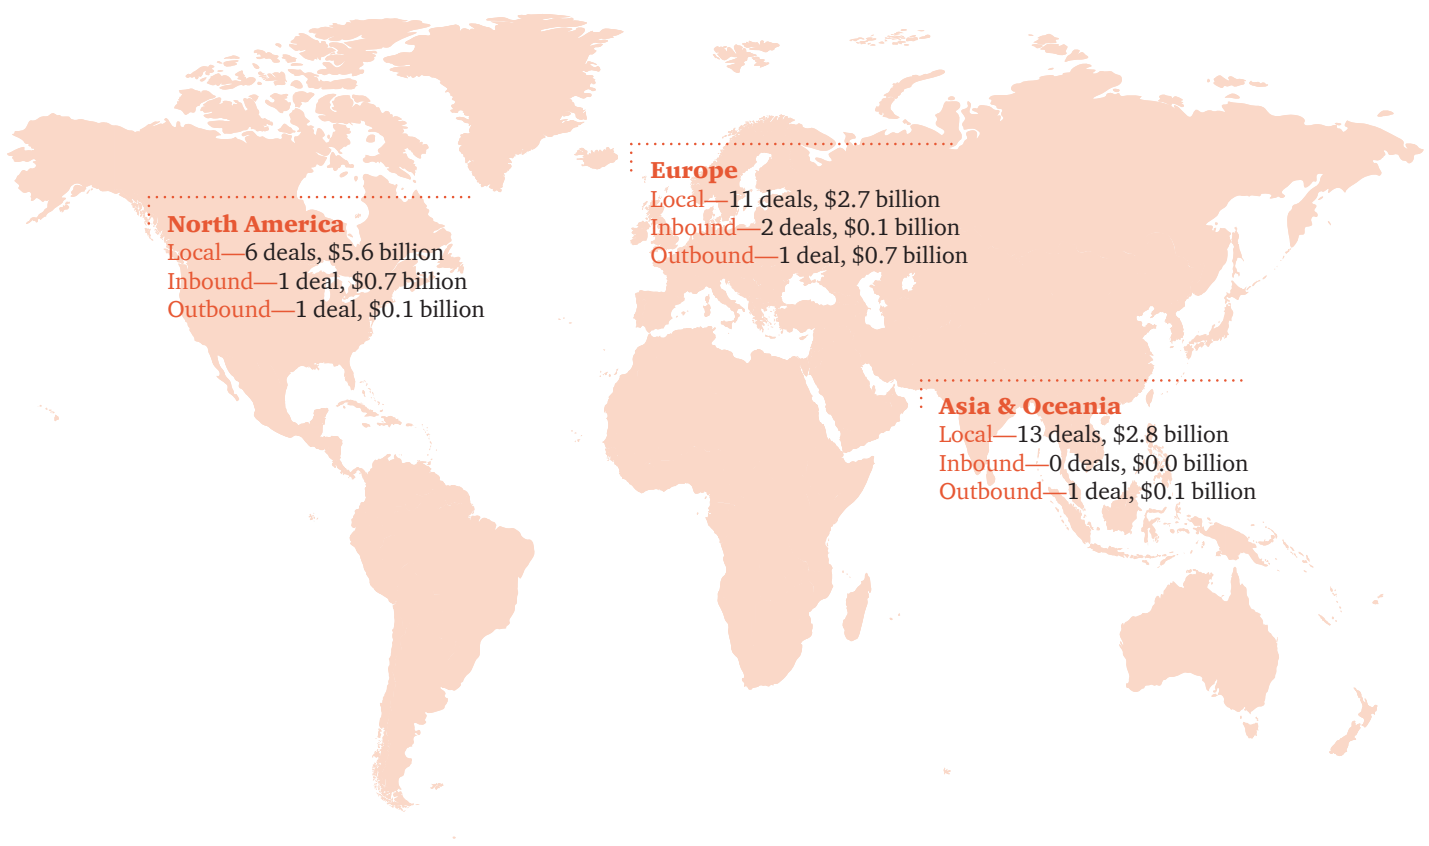 North America
Local—6 deals, $5.6 billion
Inbound—1 deal, $0.7 billion
Outbound—1 deal, $0.1 billion
Europe
Local—11 deals, $2.7 billion
Inbound—2 deals, $0.1 billion
Outbound—1 deal, $0.7 billion
Asia & Oceania
Local—13 deals, $2.8 billion
Inbound—0 deals, $0.0 billion
Outbound—1 deal, $0.1 billion